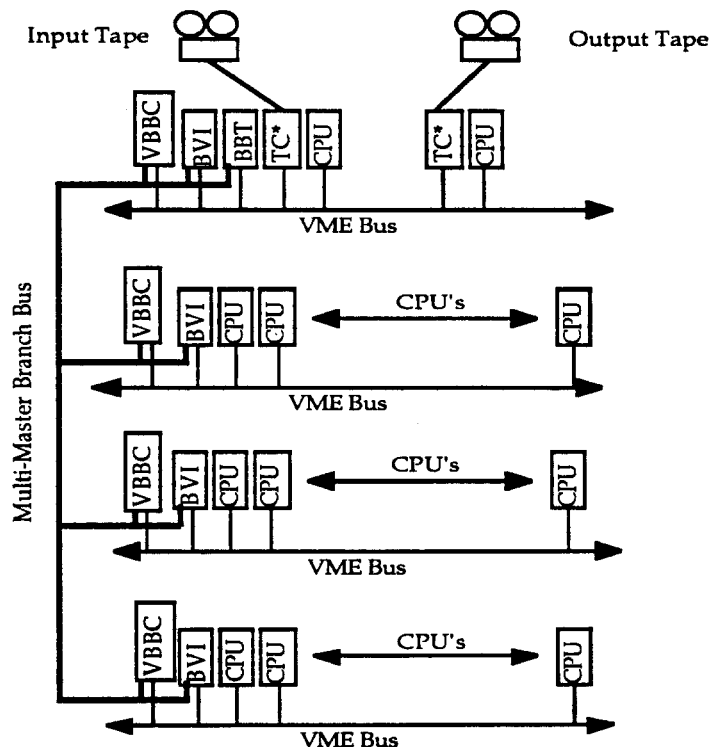 Input Tape
Output Tape
VBBC
BVI
BBT
TC*
CPU
TC*
CPU
VME Bus
Multi-Master Branch Bus
VBBC
BVI
CPU
CPU
CPU's
CPU
VME Bus
VBBC
BVI
CPU
CPU
CPU's
CPU
VME Bus
VBBC
BVI
CPU
CPU
CPU's
CPU
VME Bus